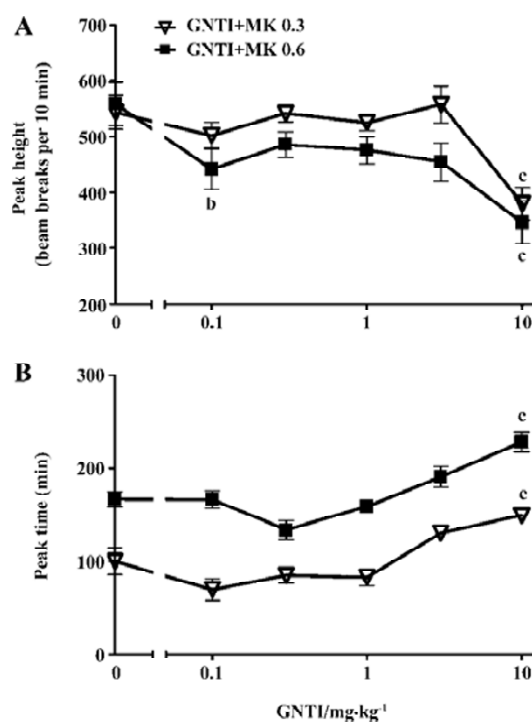 A
GNTI+MK 0.3
GNTI+MK 0.6
Peak height
(beam breaks per 10 min)
700
600
500
400
300
200
b
c
c
0
0.1
1
10
B
Peak time (min)
300
200
100
0
c
c
0
0.1
1
10
GNTI/mg·kg⁻¹